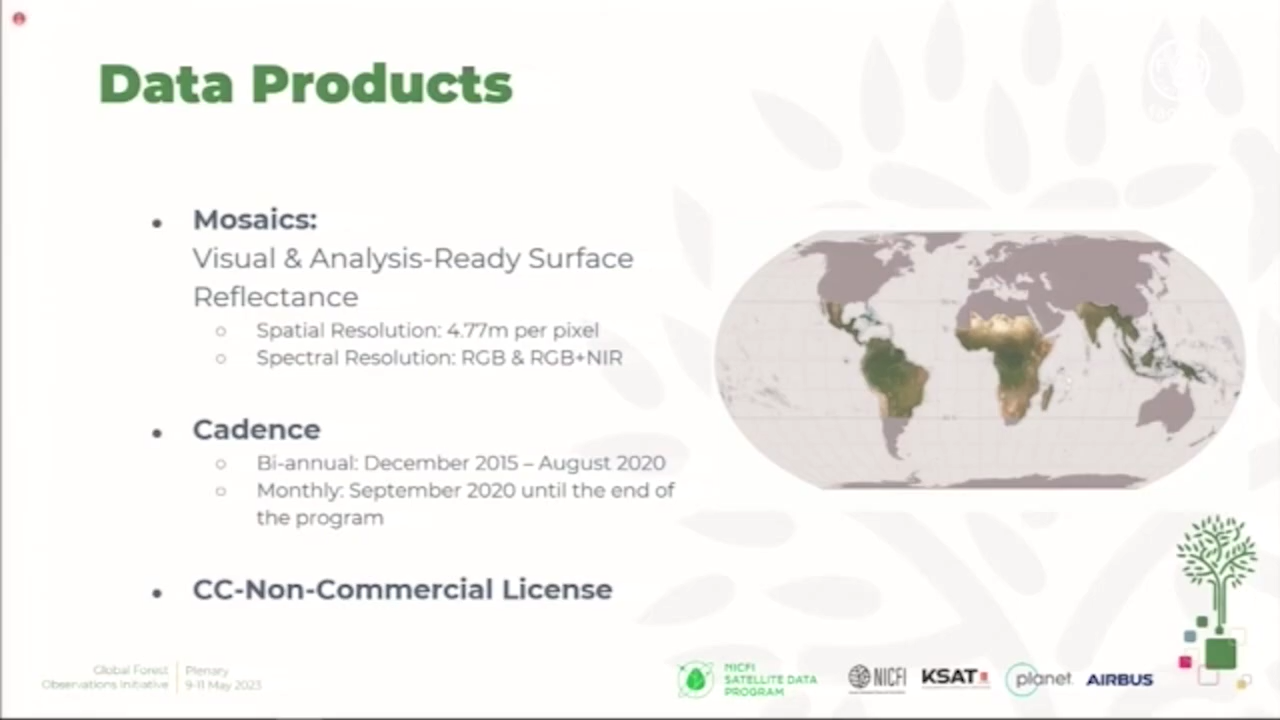 Data Products
Mosaics:
Visual & Analysis-Ready Surface
Reflectance
Spatial Resolution: 4.77m per pixel
Spectral Resolution: RGB & RGB+NIR
Cadence
Bi-annual: December 2015 – August 2020
Monthly: September 2020 until the end of
the program
CC-Non-Commercial License
Global Forest
Observations Initiative
Plenary
9-11 May 2023
NICFI
SATELLITE DATA
PROGRAM
NICFI
KSAT
planet
AIRBUS